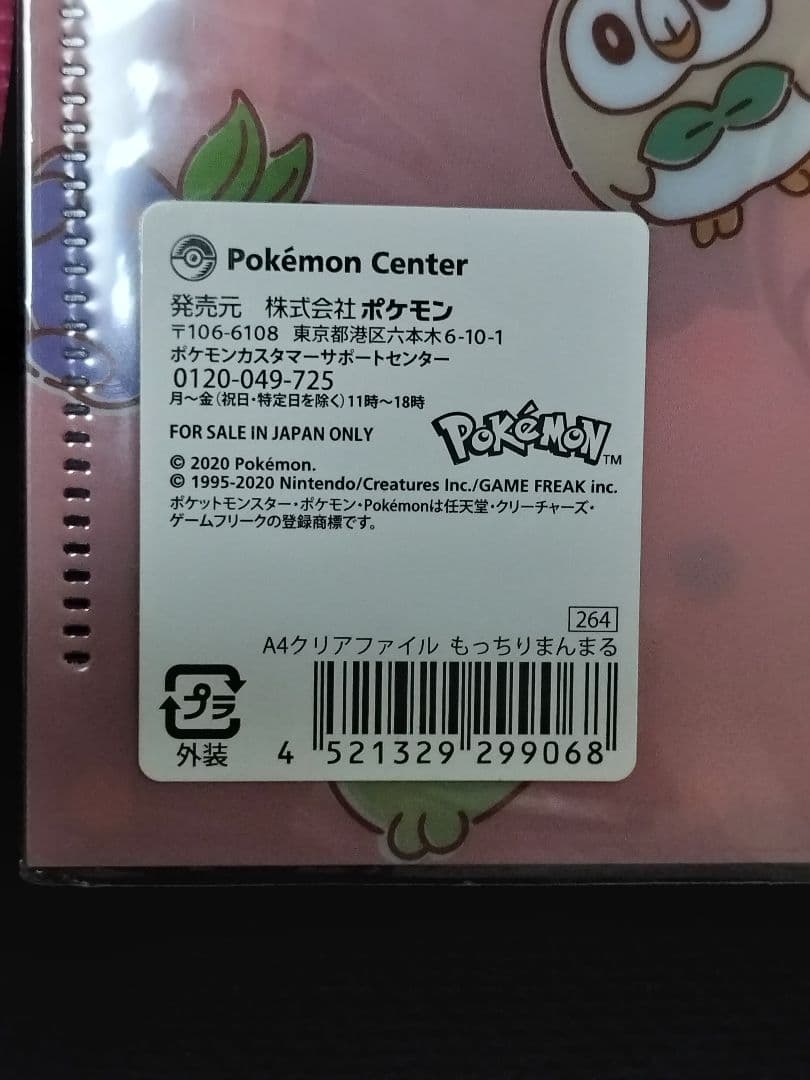 Pokémon Center
発売元 株式会社ポケモン
〒106-6108 東京都港区六本木6-10-1
ポケモンカスタマーサポートセンター
0120-049-725
月〜金(祝日・特定日を除く)11時〜18時
FOR SALE IN JAPAN ONLY
POKéMON™
© 2020 Pokémon.
© 1995-2020 Nintendo/Creatures Inc./GAME FREAK inc.
ポケットモンスター・ポケモン・Pokémonは任天堂・クリーチャーズ・
ゲームフリークの登録商標です。
264
A4クリアファイル もっちりまんまる
プラ
外装
4 521329 299068